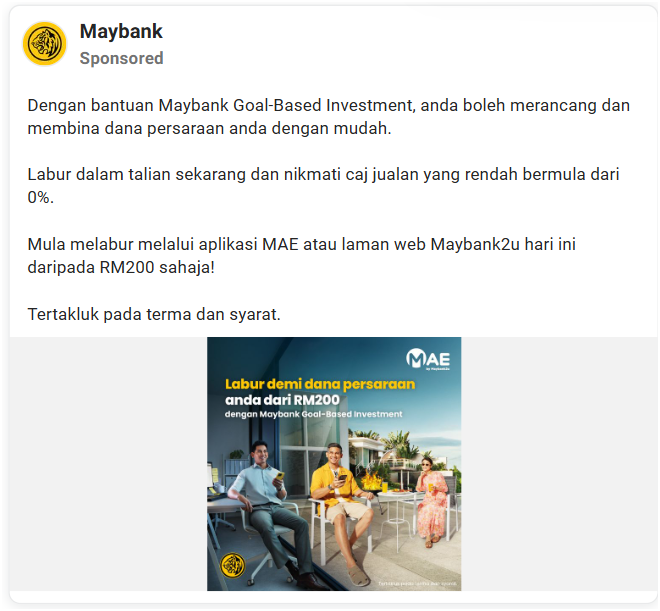 Maybank
Sponsored
Dengan bantuan Maybank Goal-Based Investment, anda boleh merancang dan
membina dana persaraan anda dengan mudah.
Labur dalam talian sekarang dan nikmati caj jualan yang rendah bermula dari
0%.
Mula melabur melalui aplikasi MAE atau laman web Maybank2u hari ini
daripada RM200 sahaja!
Tertakluk pada terma dan syarat.
MAE
by Maybank2u
Labur demi dana persaraan
anda dari RM200
dengan Maybank Goal-Based Investment